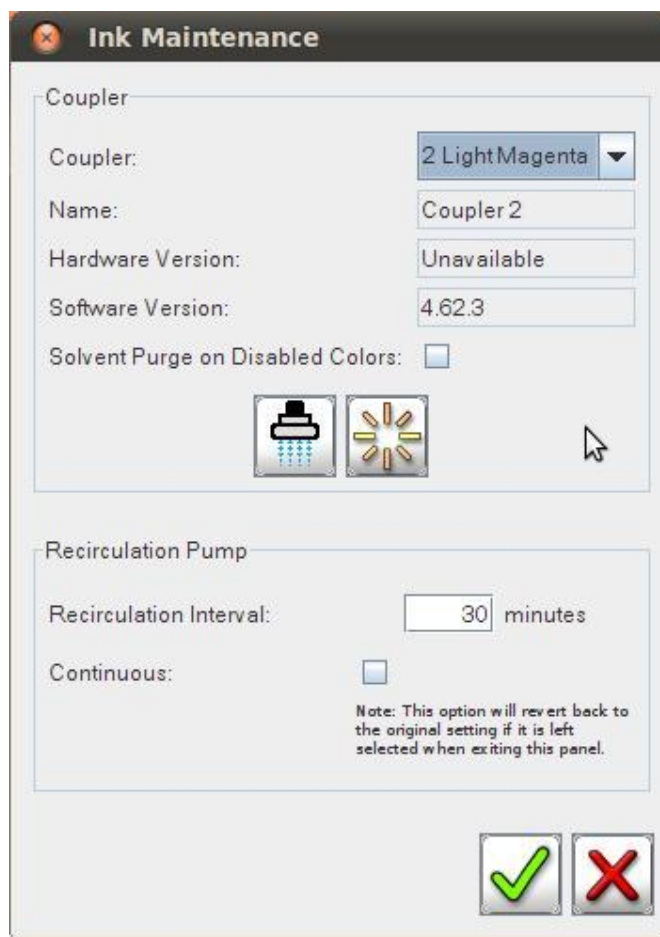 Ink Maintenance
Coupler
Coupler: 2 Light Magenta
Name: Coupler 2
Hardware Version: Unavailable
Software Version: 4.62.3
Solvent Purge on Disabled Colors:
Recirculation Pump
Recirculation Interval: 30 minutes
Continuous:
Note: This option will revert back to
the original setting if it is left
selected when exiting this panel.